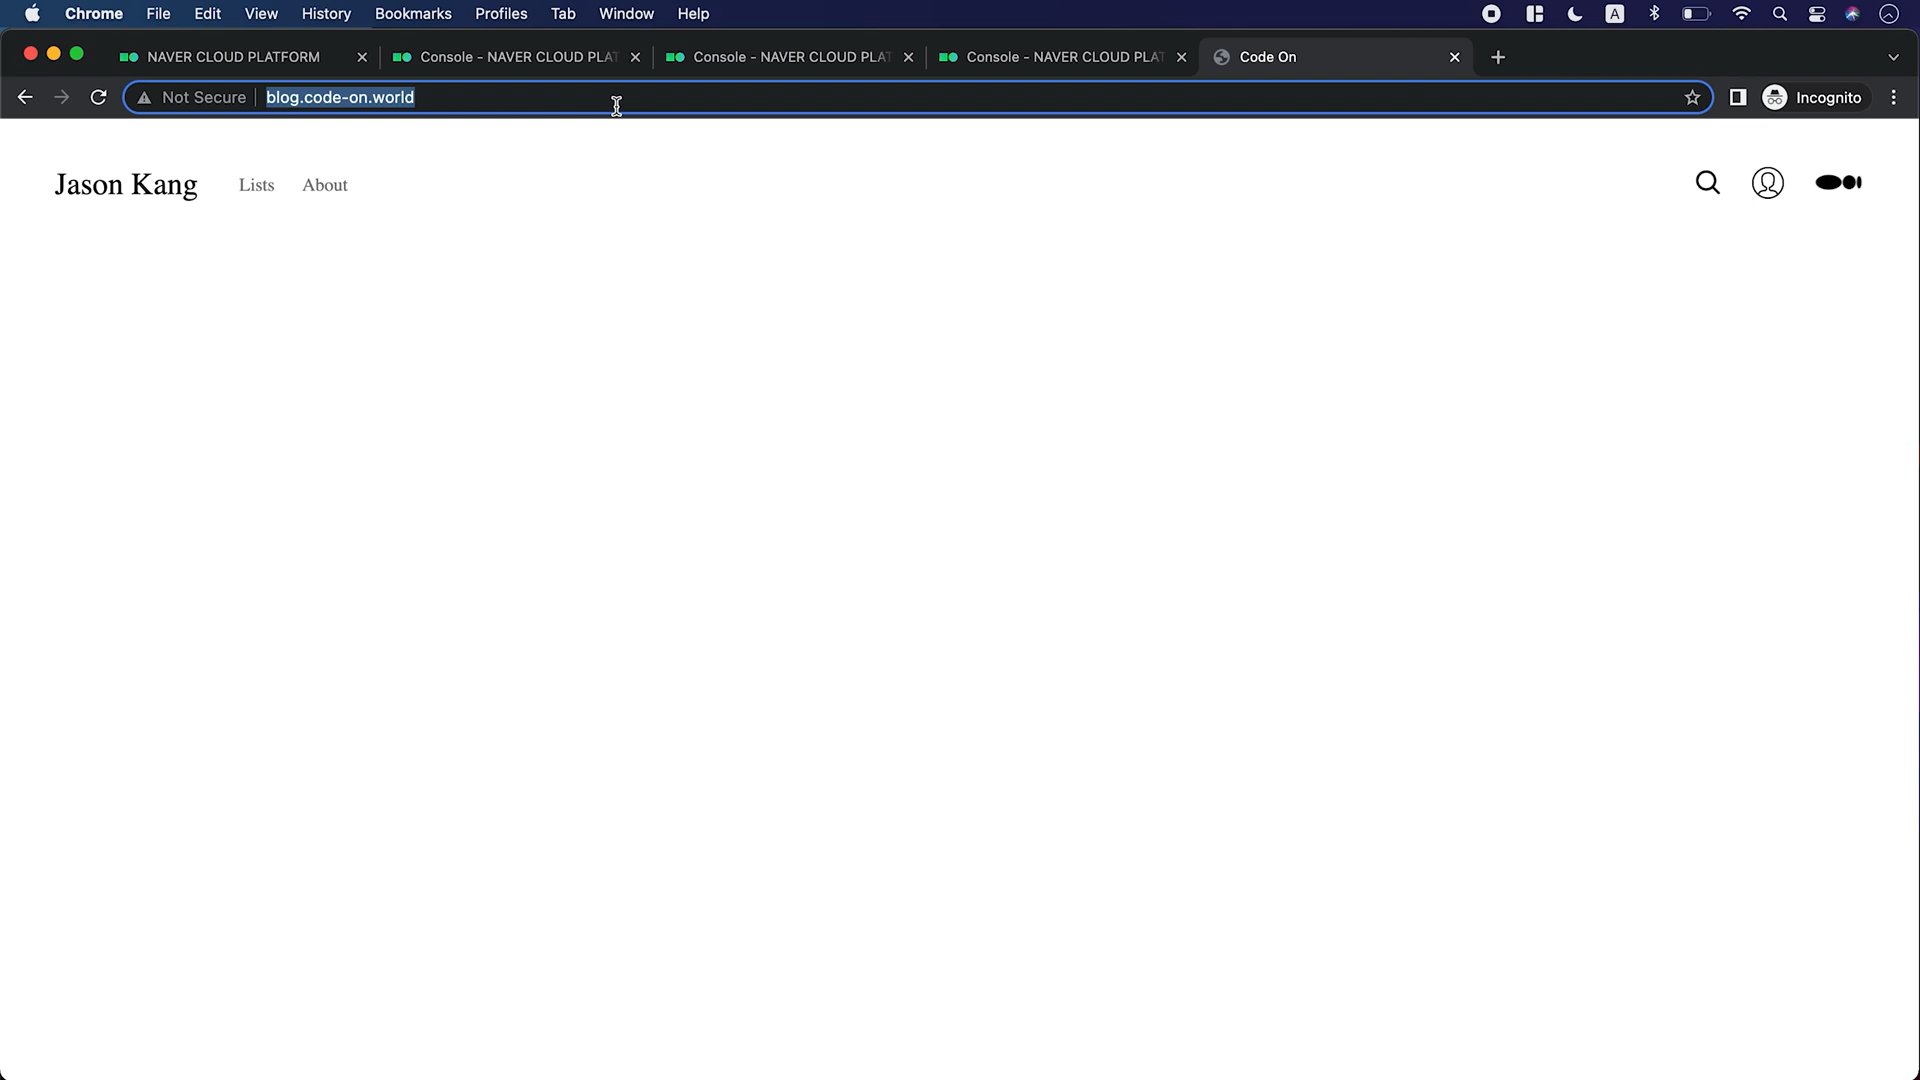 Chrome File Edit View History Bookmarks Profiles Tab Window Help A
NAVER CLOUD PLATFORM Console - NAVER CLOUD PLAT Console - NAVER CLOUD PLAT Console - NAVER CLOUD PLAT Code On
Not Secure blog.code-on.world Incognito
Jason Kang Lists About